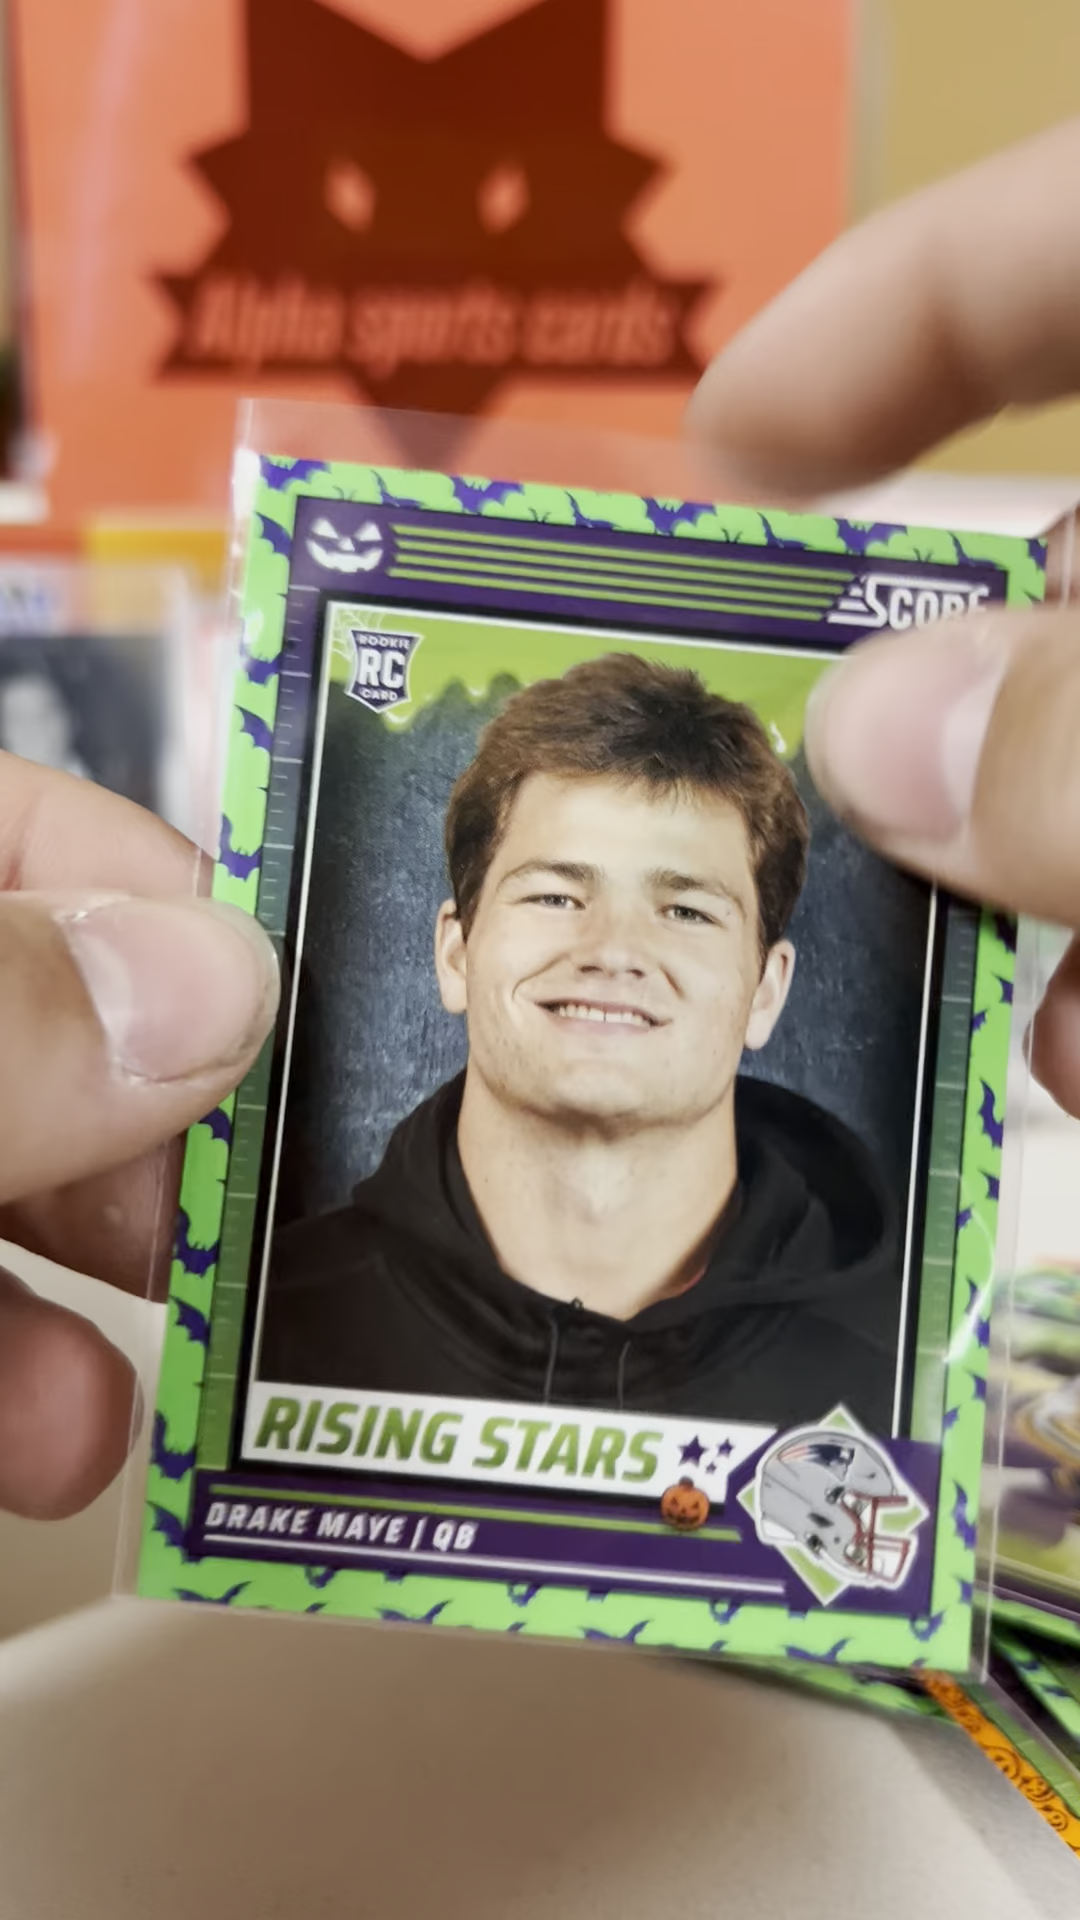 Alpha sports cards
SCORE
ROOKIE
RC
CARD
RISING STARS
DRAKE MAYE | QB